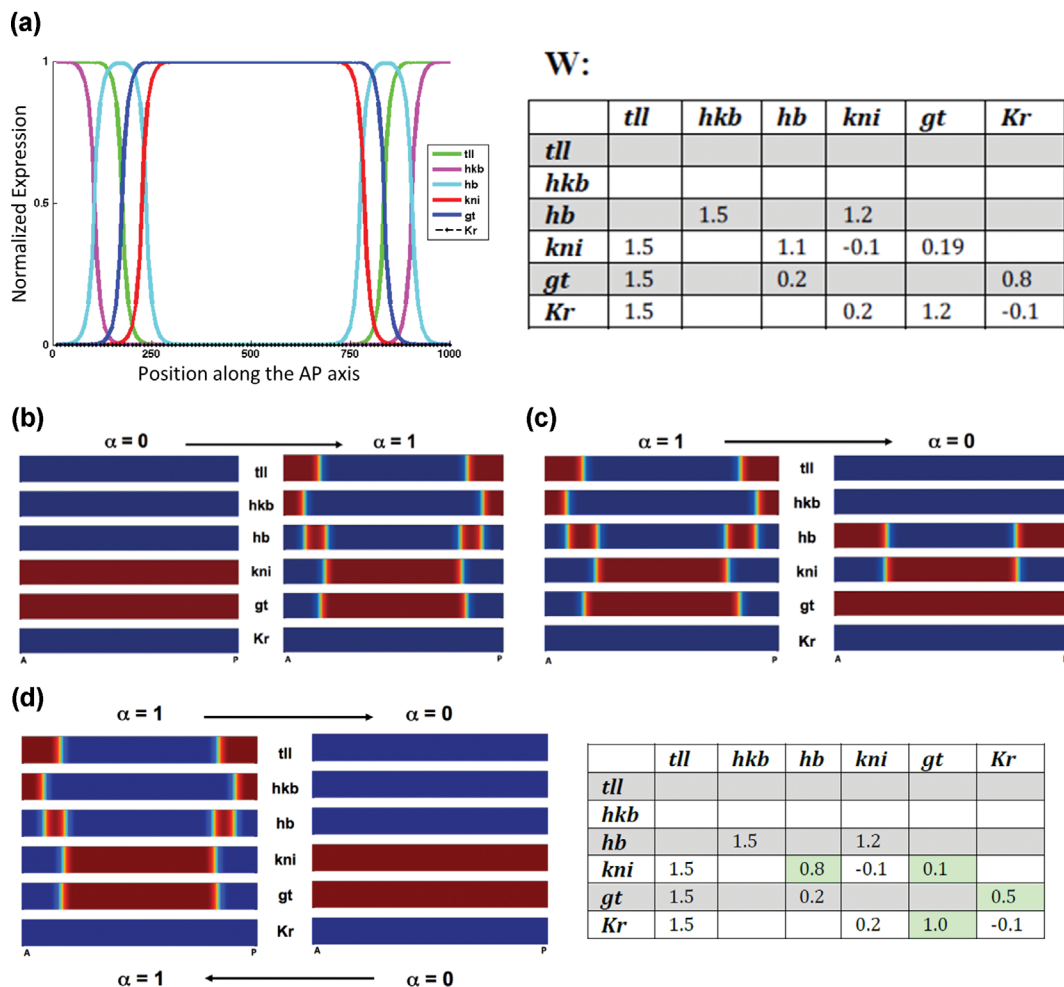 (a)
Normalized Expression
1
0.5
0
0 250 500 750 1000
Position along the AP axis
tll
hkb
hb
kni
gt
Kr
W:
tll hkb hb kni gt Kr
tll
hkb
hb 1.5 1.2
kni 1.5 1.1 -0.1 0.19
gt 1.5 0.2 0.8
Kr 1.5 0.2 1.2 -0.1
(b)
α = 0 α = 1
tll
hkb
hb
kni
gt
Kr
A P A P
(c)
α = 1 α = 0
tll
hkb
hb
kni
gt
Kr
A P A
(d)
α = 1 α = 0
tll
hkb
hb
kni
gt
Kr
A P A P
α = 1 α = 0
tll hkb hb kni gt Kr
tll
hkb
hb 1.5 1.2
kni 1.5 0.8 -0.1 0.1
gt 1.5 0.2 0.5
Kr 1.5 0.2 1.0 -0.1